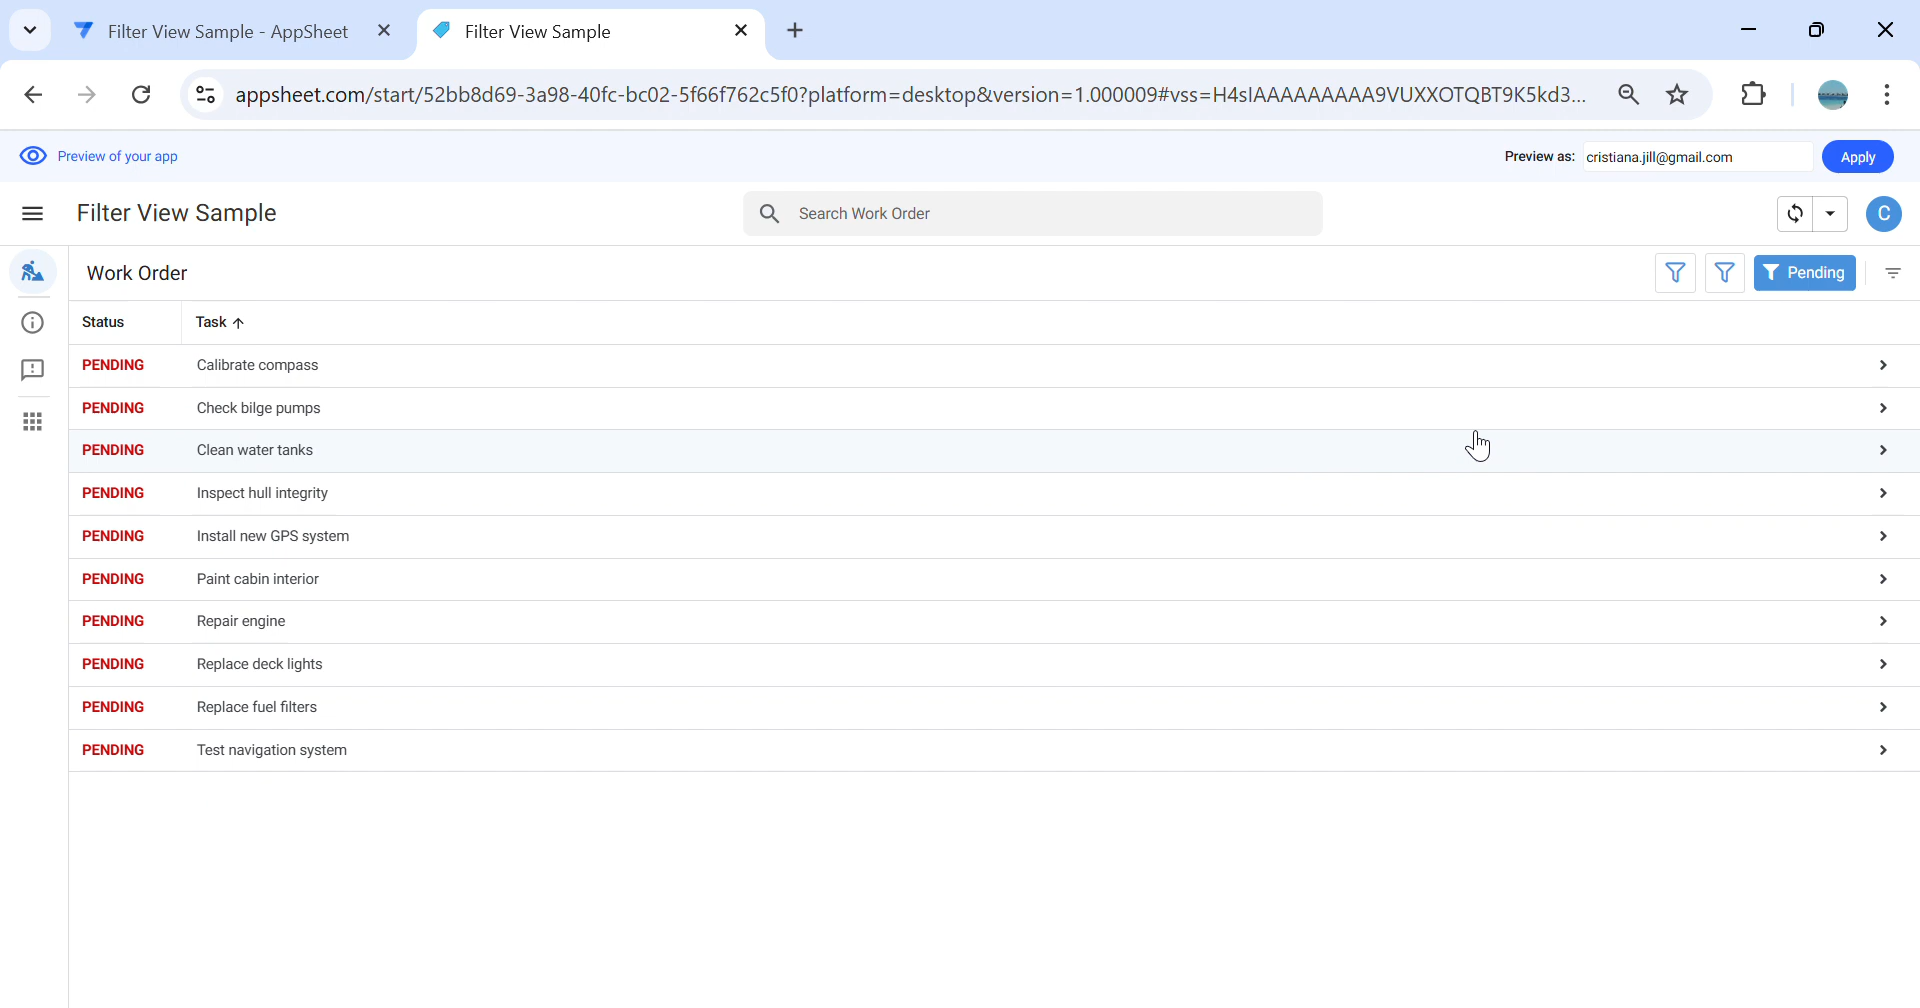 Filter View Sample - AppSheet
Filter View Sample
appsheet.com/start/52bb8d69-3a98-40fc-bc02-5f66f762c5f0?platform=desktop&version=1.000009#vss=H4sIAAAAAAAAA9VUXXOTQBT9K5kd3...
Preview of your app
Preview as: cristiana.jill@gmail.com Apply
Filter View Sample
Search Work Order
C
Work Order
Pending
Status Task
PENDING Calibrate compass
PENDING Check bilge pumps
PENDING Clean water tanks
PENDING Inspect hull integrity
PENDING Install new GPS system
PENDING Paint cabin interior
PENDING Repair engine
PENDING Replace deck lights
PENDING Replace fuel filters
PENDING Test navigation system